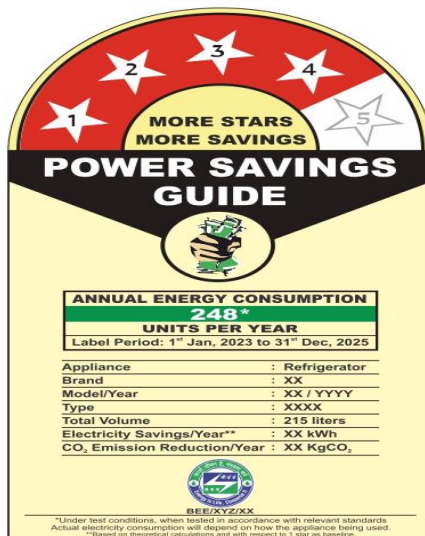 1 2 3 4 5
MORE STARS
MORE SAVINGS
POWER SAVINGS
GUIDE
ANNUAL ENERGY CONSUMPTION
248*
UNITS PER YEAR
Label Period: 1st Jan, 2023 to 31st Dec, 2025
Appliance : Refrigerator
Brand : XX
Model/Year : XX / YYYY
Type : XXXX
Total Volume : 215 liters
Electricity Savings/Year** : XX kWh
CO₂ Emission Reduction/Year : XX KgCO₂
BEE/XYZ/XX
*Under test conditions, when tested in accordance with relevant standards
Actual electricity consumption will depend on how the appliance being used.
**Based on theoretical calculations and with respect to 1 star as baseline